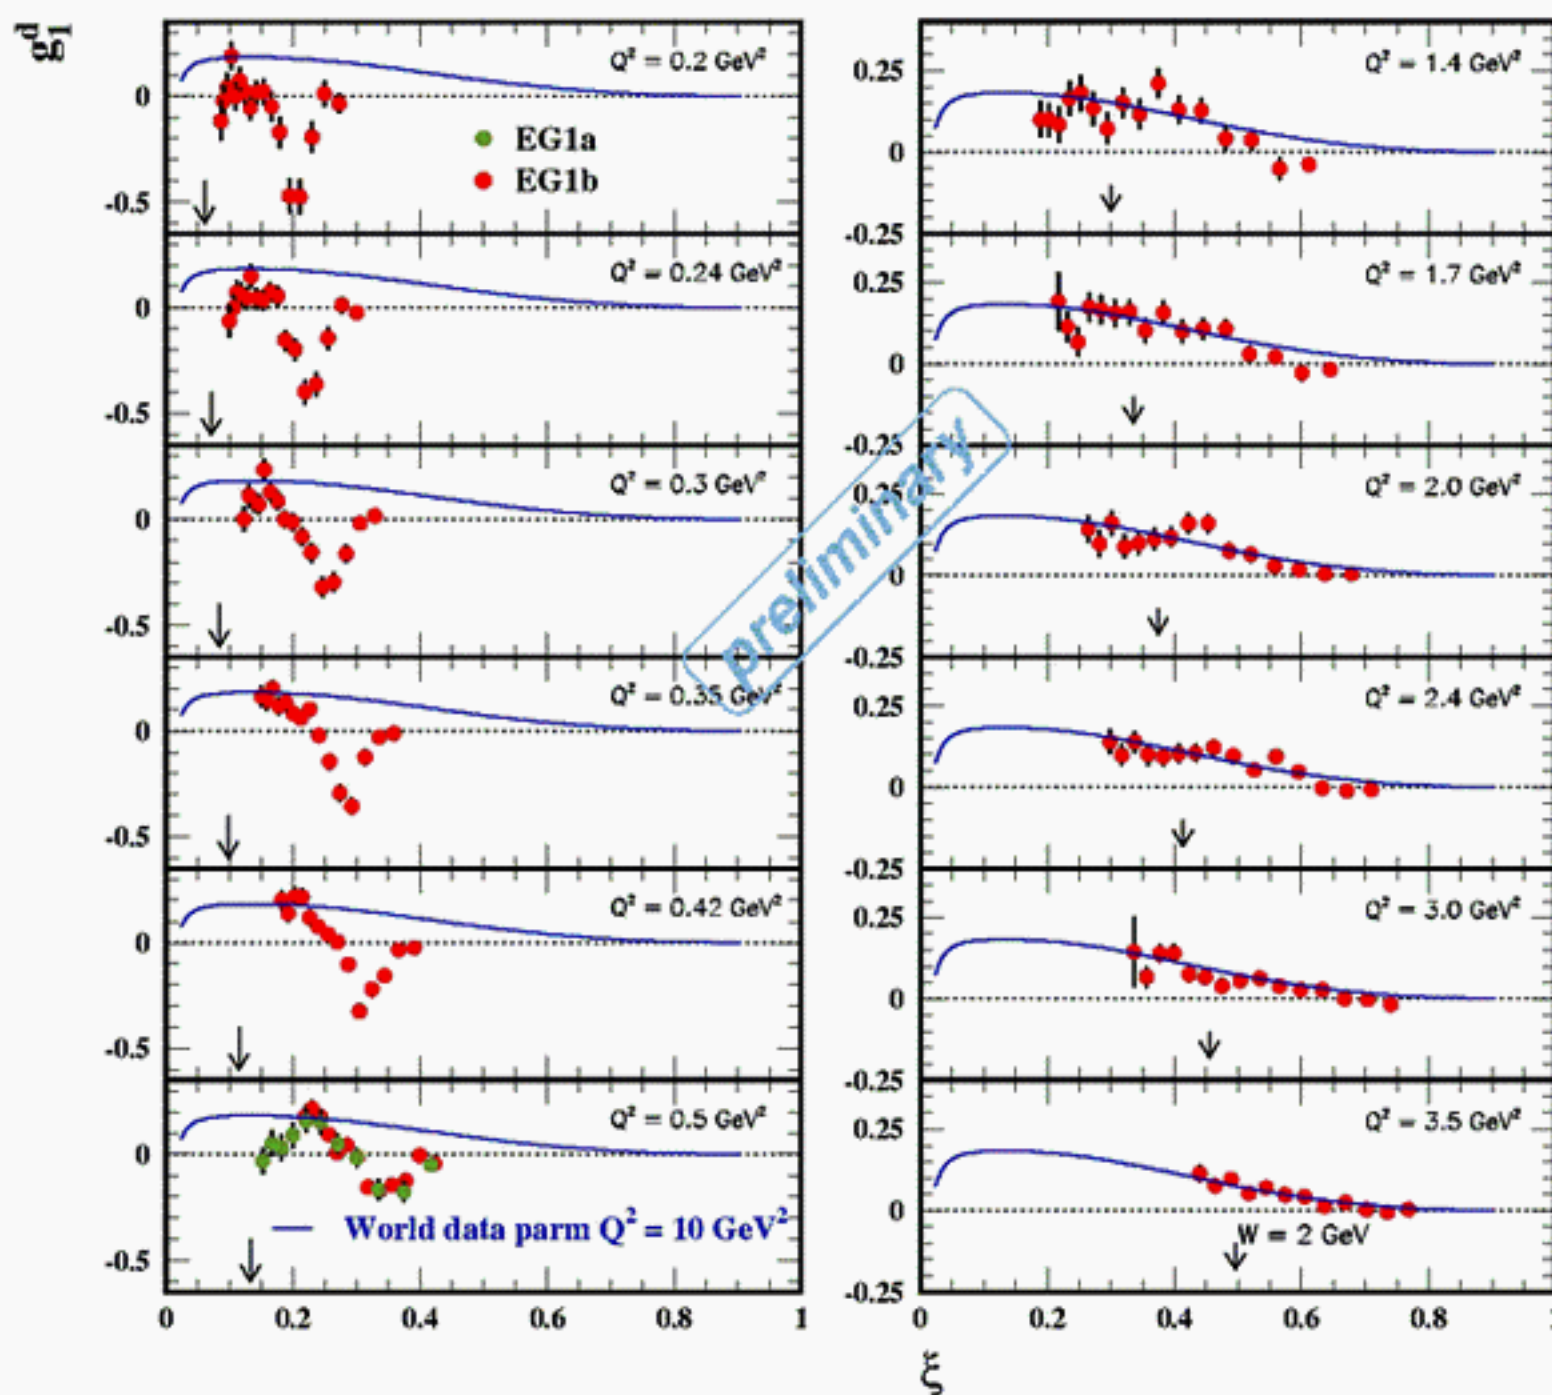 g₁ᵈ
Q² = 0.2 GeV²
0
-0.5
EG1a
EG1b
Q² = 0.24 GeV²
0
-0.5
Q² = 0.3 GeV²
0
-0.5
Q² = 0.35 GeV²
0
-0.5
Q² = 0.42 GeV²
0
-0.5
Q² = 0.5 GeV²
0
World data parm Q² = 10 GeV²
-0.5
0 0.2 0.4 0.6 0.8 1
Q² = 1.4 GeV²
0.25
0
-0.25
Q² = 1.7 GeV²
0.25
0
-0.25
Q² = 2.0 GeV²
0.25
0
-0.25
Q² = 2.4 GeV²
0.25
0
-0.25
Q² = 3.0 GeV²
0.25
0
-0.25
Q² = 3.5 GeV²
0.25
0
W = 2 GeV
-0.25
0 0.2 0.4 0.6 0.8
ξ
preliminary